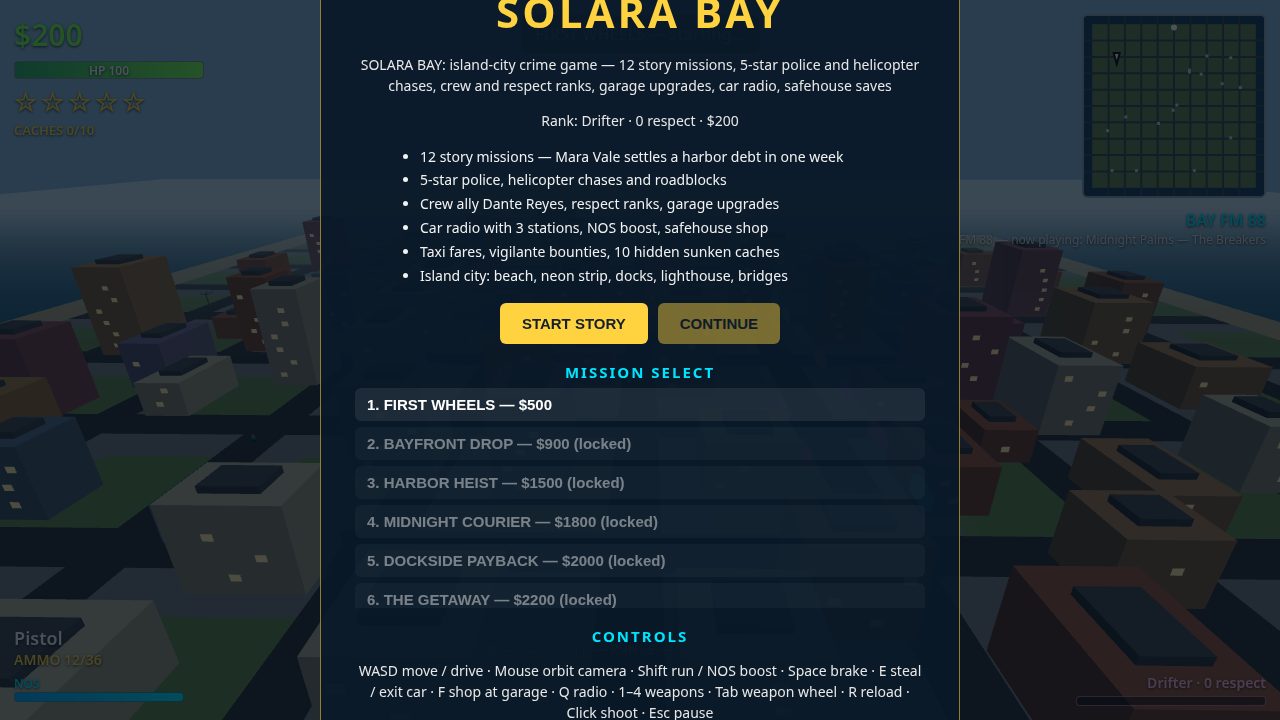 SOLARA BAY
$200
HP 100
☆☆☆☆☆
CACHES 0/10
SOLARA BAY: island-city crime game — 12 story missions, 5-star police and helicopter
chases, crew and respect ranks, garage upgrades, car radio, safehouse saves
Rank: Drifter · 0 respect · $200
• 12 story missions — Mara Vale settles a harbor debt in one week
• 5-star police, helicopter chases and roadblocks
• Crew ally Dante Reyes, respect ranks, garage upgrades
• Car radio with 3 stations, NOS boost, safehouse shop
• Taxi fares, vigilante bounties, 10 hidden sunken caches
• Island city: beach, neon strip, docks, lighthouse, bridges
BAY FM 88
FM 88 — now playing: Midnight Palms — The Breakers
START STORY
CONTINUE
MISSION SELECT
1. FIRST WHEELS — $500
2. BAYFRONT DROP — $900 (locked)
3. HARBOR HEIST — $1500 (locked)
4. MIDNIGHT COURIER — $1800 (locked)
5. DOCKSIDE PAYBACK — $2000 (locked)
6. THE GETAWAY — $2200 (locked)
CONTROLS
WASD move / drive · Mouse orbit camera · Shift run / NOS boost · Space brake · E steal
/ exit car · F shop at garage · Q radio · 1–4 weapons · Tab weapon wheel · R reload ·
Click shoot · Esc pause
Pistol
AMMO 12/36
NOS
Drifter · 0 respect